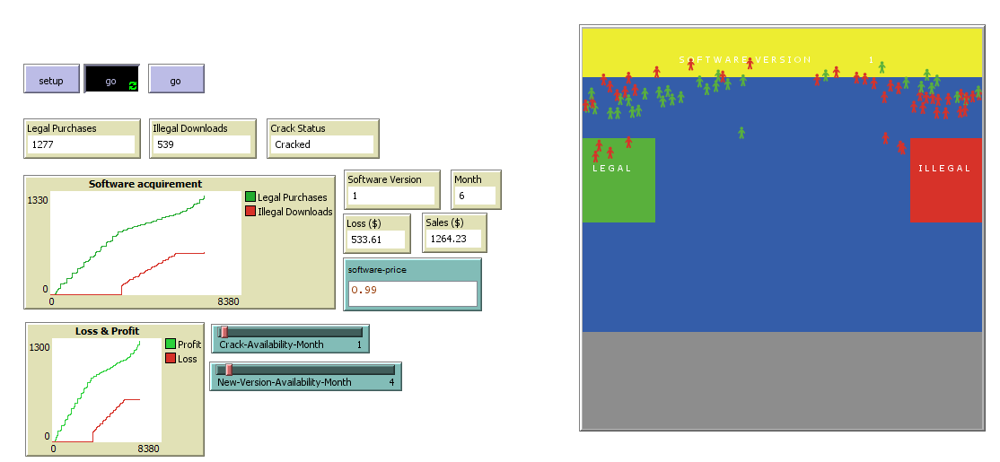 setup
go
go
Legal Purchases
1277
Illegal Downloads
539
Crack Status
Cracked
Software acquirement
1330
0
0
8380
Legal Purchases
Illegal Downloads
Software Version
1
Month
6
Loss ($)
533.61
Sales ($)
1264.23
software-price
0.99
Loss & Profit
1300
0
0
8380
Profit
Loss
Crack-Availability-Month 1
New-Version-Availability-Month 4
SOFTWARE VERSION 1
LEGAL
ILLEGAL